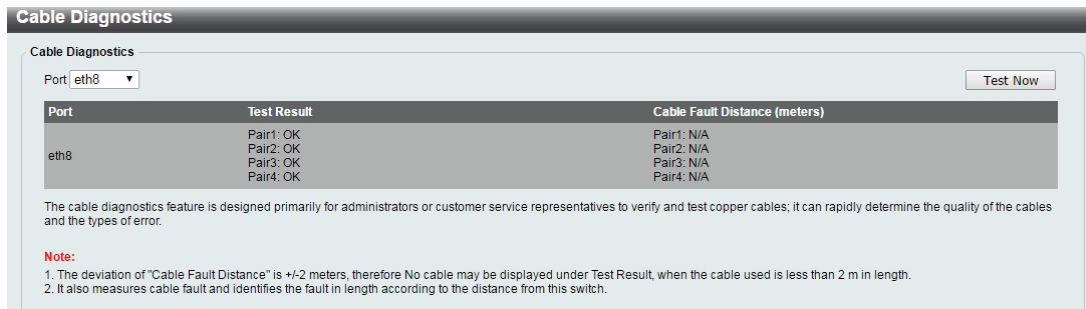 Cable Diagnostics
Cable Diagnostics
Port eth8 Test Now
Port Test Result Cable Fault Distance (meters)
eth8
Pair1: OK Pair1: N/A
Pair2: OK Pair2: N/A
Pair3: OK Pair3: N/A
Pair4: OK Pair4: N/A
The cable diagnostics feature is designed primarily for administrators or customer service representatives to verify and test copper cables; it can rapidly determine the quality of the cables
and the types of error.
Note:
1. The deviation of "Cable Fault Distance" is +/-2 meters, therefore No cable may be displayed under Test Result, when the cable used is less than 2 m in length.
2. It also measures cable fault and identifies the fault in length according to the distance from this switch.